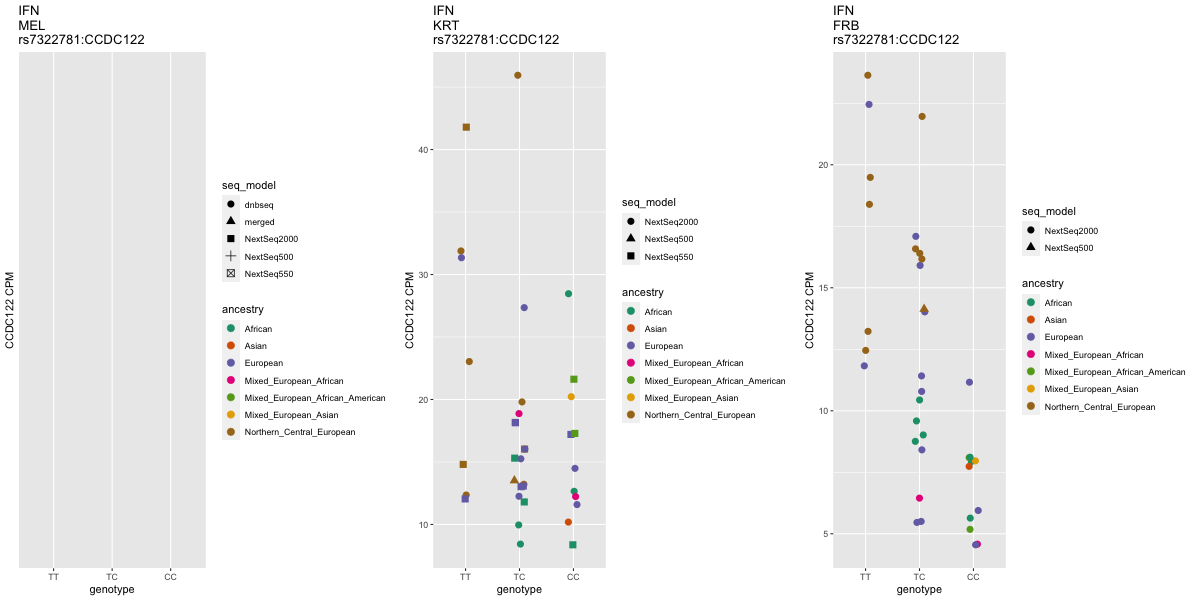 IFN
MEL
rs7322781:CCDC122
CCDC122 CPM
TT
TC
CC
genotype
seq_model
dnbseq
merged
NextSeq2000
NextSeq500
NextSeq550
ancestry
African
Asian
European
Mixed_European_African
Mixed_European_African_American
Mixed_European_Asian
Northern_Central_European
IFN
KRT
rs7322781:CCDC122
CCDC122 CPM
40
30
20
10
TT
TC
CC
genotype
seq_model
NextSeq2000
NextSeq500
NextSeq550
ancestry
African
Asian
European
Mixed_European_African
Mixed_European_African_American
Mixed_European_Asian
Northern_Central_European
IFN
FRB
rs7322781:CCDC122
CCDC122 CPM
20
15
10
5
TT
TC
CC
genotype
seq_model
NextSeq2000
NextSeq500
ancestry
African
Asian
European
Mixed_European_African
Mixed_European_African_American
Mixed_European_Asian
Northern_Central_European